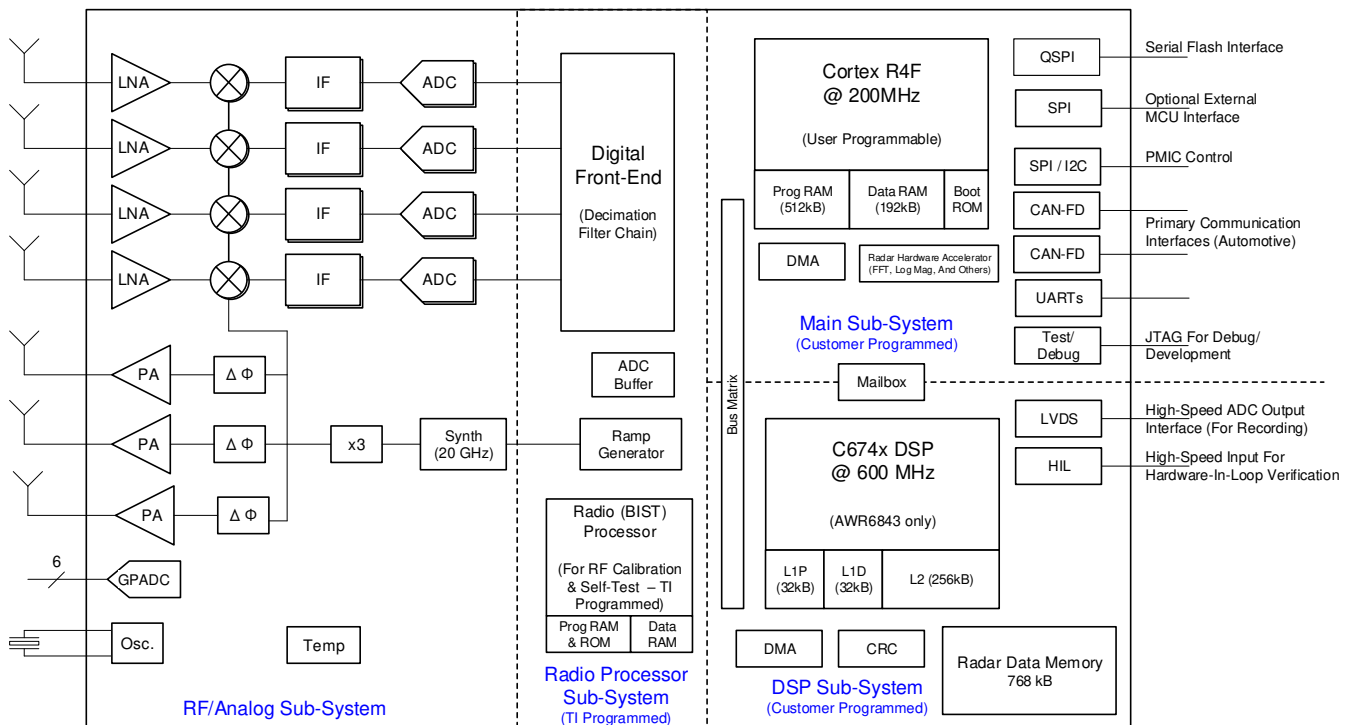 LNA
IF
ADC
LNA
IF
ADC
LNA
IF
ADC
LNA
IF
ADC
PA
Δ Φ
PA
Δ Φ
x3
Synth
(20 GHz)
PA
Δ Φ
6
GPADC
Osc.
Temp
RF/Analog Sub-System
Digital
Front-End
(Decimation
Filter Chain)
ADC
Buffer
Ramp
Generator
Radio (BIST)
Processor
(For RF Calibration
& Self-Test – TI
Programmed)
Prog RAM
& ROM
Data
RAM
Radio Processor
Sub-System
(TI Programmed)
Bus Matrix
Cortex R4F
@ 200MHz
(User Programmable)
Prog RAM
(512kB)
Data RAM
(192kB)
Boot
ROM
DMA
Radar Hardware Accelerator
(FFT, Log Mag, And Others)
Main Sub-System
(Customer Programmed)
Mailbox
C674x DSP
@ 600 MHz
(AWR6843 only)
L1P
(32kB)
L1D
(32kB)
L2 (256kB)
DMA
CRC
DSP Sub-System
(Customer Programmed)
Radar Data Memory
768 kB
QSPI
Serial Flash Interface
SPI
Optional External
MCU Interface
SPI / I2C
PMIC Control
CAN-FD
Primary Communication
Interfaces (Automotive)
CAN-FD
UARTs
Test/
Debug
JTAG For Debug/
Development
LVDS
High-Speed ADC Output
Interface (For Recording)
HIL
High-Speed Input For
Hardware-In-Loop Verification